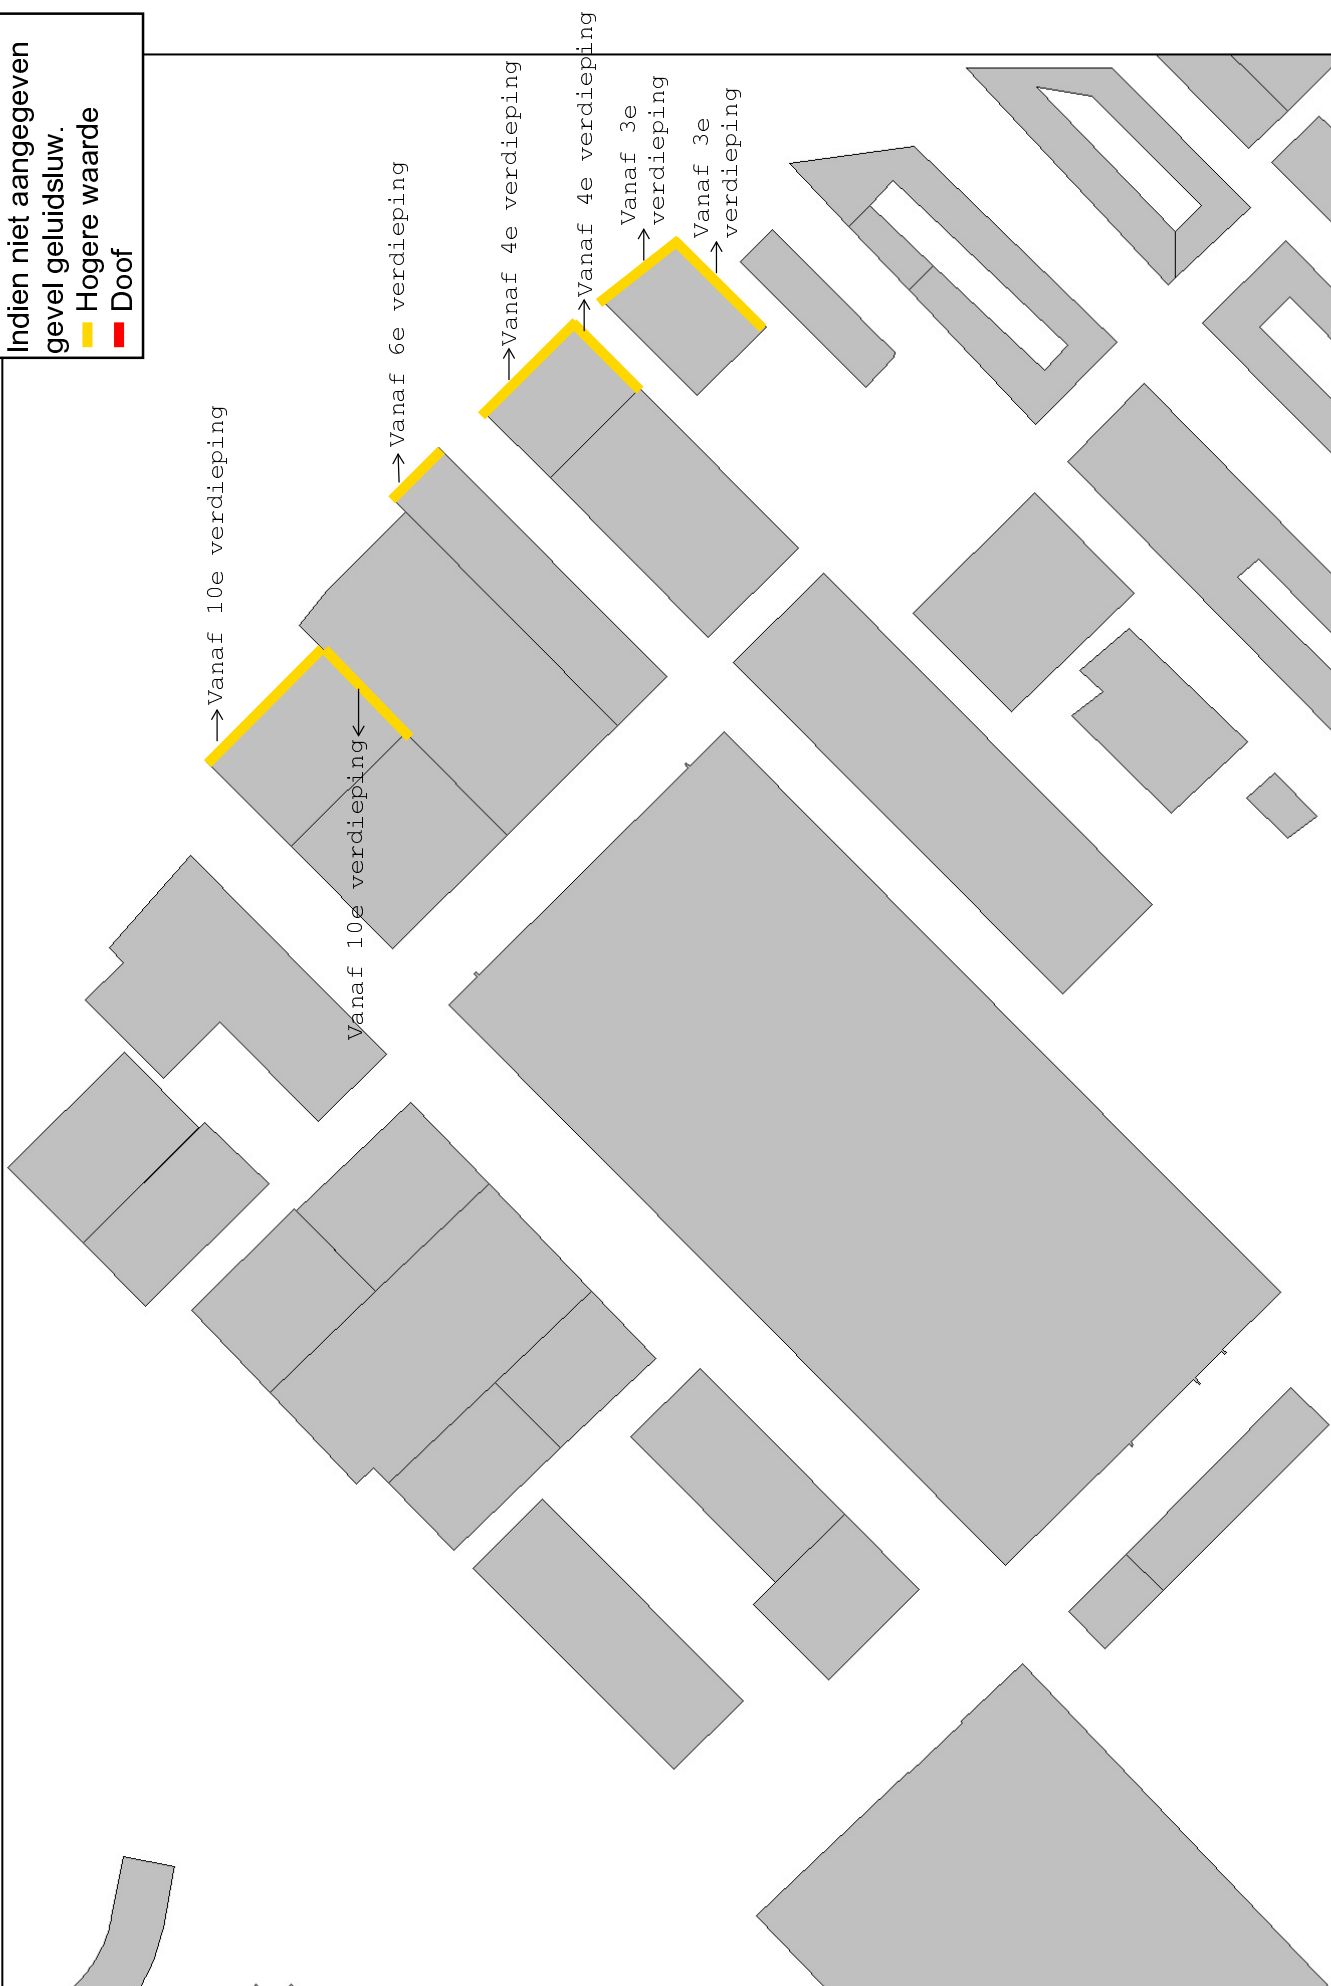 Indien niet aangegeven
gevel geluidsluw.
Hogere waarde
Doof
Vanaf 10e verdieping
Vanaf 10e verdieping
Vanaf 6e verdieping
Vanaf 4e verdieping
Vanaf 4e verdieping
Vanaf 3e
verdieping
Vanaf 3e
verdieping